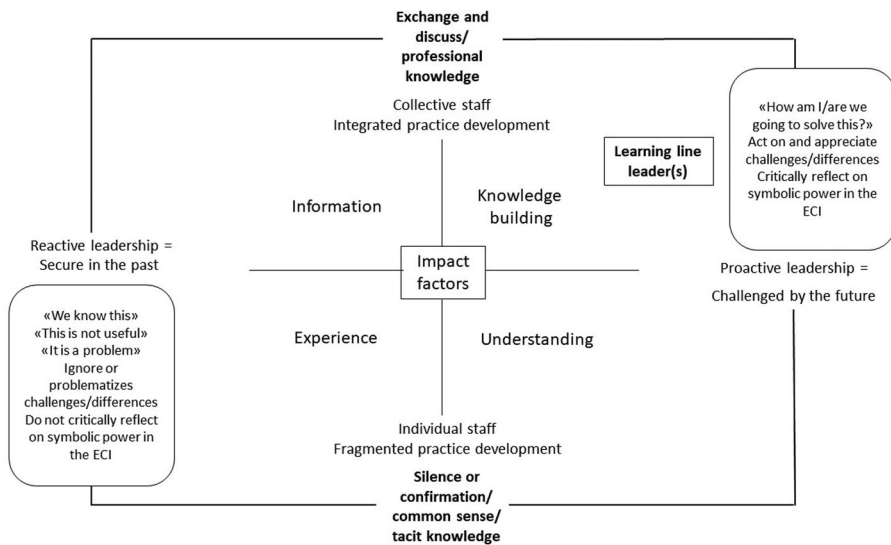 Exchange and
discuss/
professional
knowledge
Collective staff
Integrated practice development
Learning line
leader(s)
«How am I/are we
going to solve this?»
Act on and appreciate
challenges/differences
Critically reflect on
symbolic power in the
ECI
Information
Knowledge
building
Reactive leadership =
Secure in the past
Impact
factors
Proactive leadership =
Challenged by the future
«We know this»
«This is not useful»
«It is a problem»
Ignore or
problematizes
challenges/differences
Do not critically reflect
on symbolic power in
the ECI
Experience
Understanding
Individual staff
Fragmented practice development
Silence or
confirmation/
common sense/
tacit knowledge